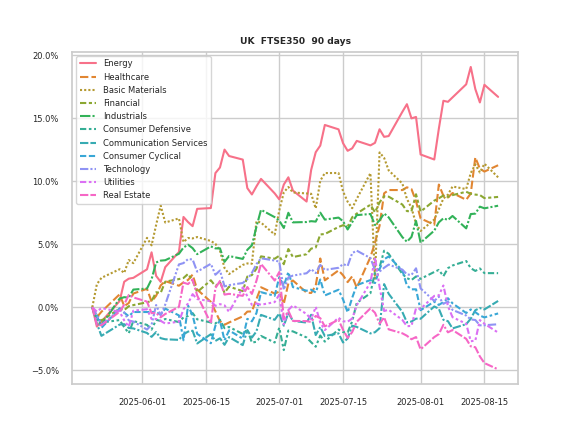 UK FTSE350 90 days
20.0%
15.0%
10.0%
5.0%
0.0%
−5.0%
Energy
Healthcare
Basic Materials
Financial
Industrials
Consumer Defensive
Communication Services
Consumer Cyclical
Technology
Utilities
Real Estate
2025-06-01
2025-06-15
2025-07-01
2025-07-15
2025-08-01
2025-08-15